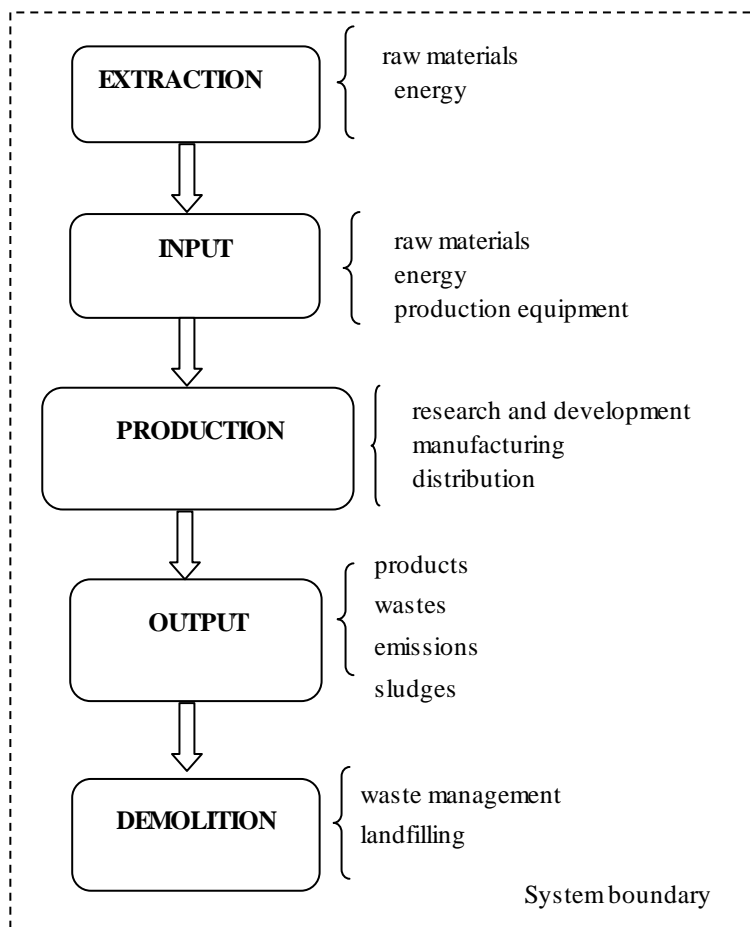 EXTRACTION
raw materials
energy
INPUT
raw materials
energy
production equipment
PRODUCTION
research and development
manufacturing
distribution
OUTPUT
products
wastes
emissions
sludges
DEMOLITION
waste management
landfilling
System boundary